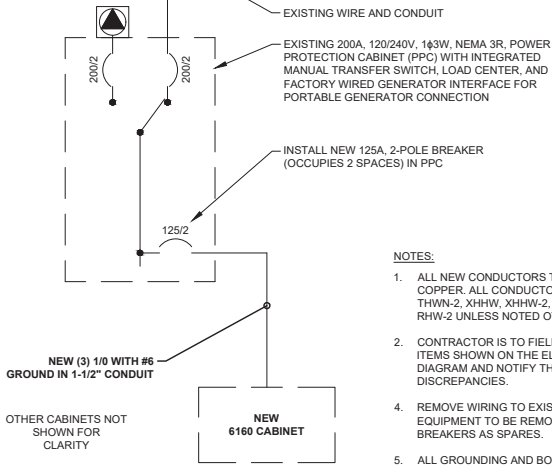 EXISTING WIRE AND CONDUIT
EXISTING 200A, 120/240V, 1ϕ3W, NEMA 3R, POWER
PROTECTION CABINET (PPC) WITH INTEGRATED
MANUAL TRANSFER SWITCH, LOAD CENTER, AND
FACTORY WIRED GENERATOR INTERFACE FOR
PORTABLE GENERATOR CONNECTION
200/2
200/2
INSTALL NEW 125A, 2-POLE BREAKER
(OCCUPIES 2 SPACES) IN PPC
125/2
NEW (3) 1/0 WITH #6
GROUND IN 1-1/2" CONDUIT
OTHER CABINETS NOT
SHOWN FOR
CLARITY
NEW
6160 CABINET
NOTES:
1. ALL NEW CONDUCTORS
COPPER. ALL CONDUCTO
THWN-2, XHHW, XHHW-2,
RHW-2 UNLESS NOTED
2. CONTRACTOR IS TO FIEL
ITEMS SHOWN ON THE EL
DIAGRAM AND NOTIFY TH
DISCREPANCIES.
4. REMOVE WIRING TO EXIS
EQUIPMENT TO BE REMO
BREAKERS AS SPARES.
5. ALL GROUNDING AND BO